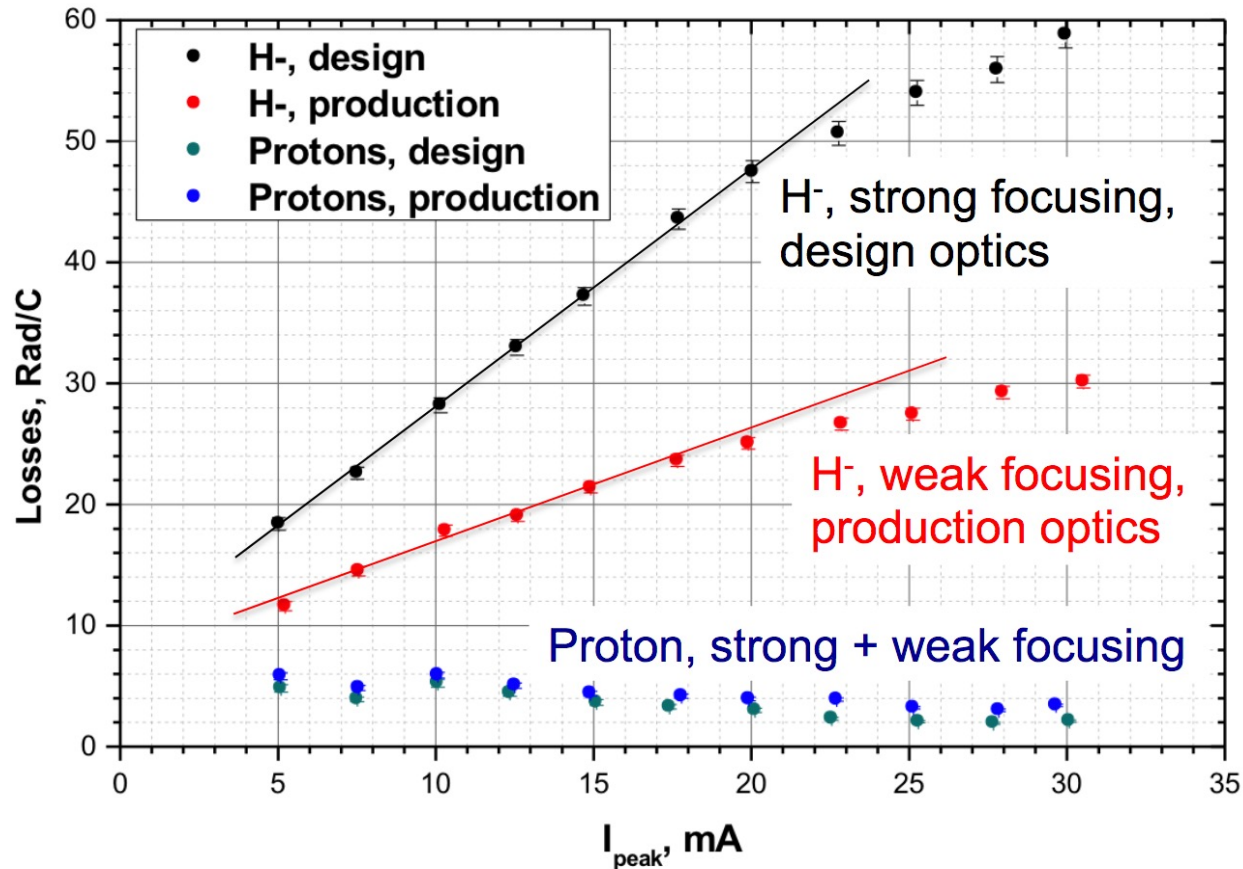 60
50
40
30
20
10
0
Losses, Rad/C
H-, design
H-, production
Protons, design
Protons, production
H-, strong focusing,
design optics
H-, weak focusing,
production optics
Proton, strong + weak focusing
0 5 10 15 20 25 30 35
Ipeak, mA